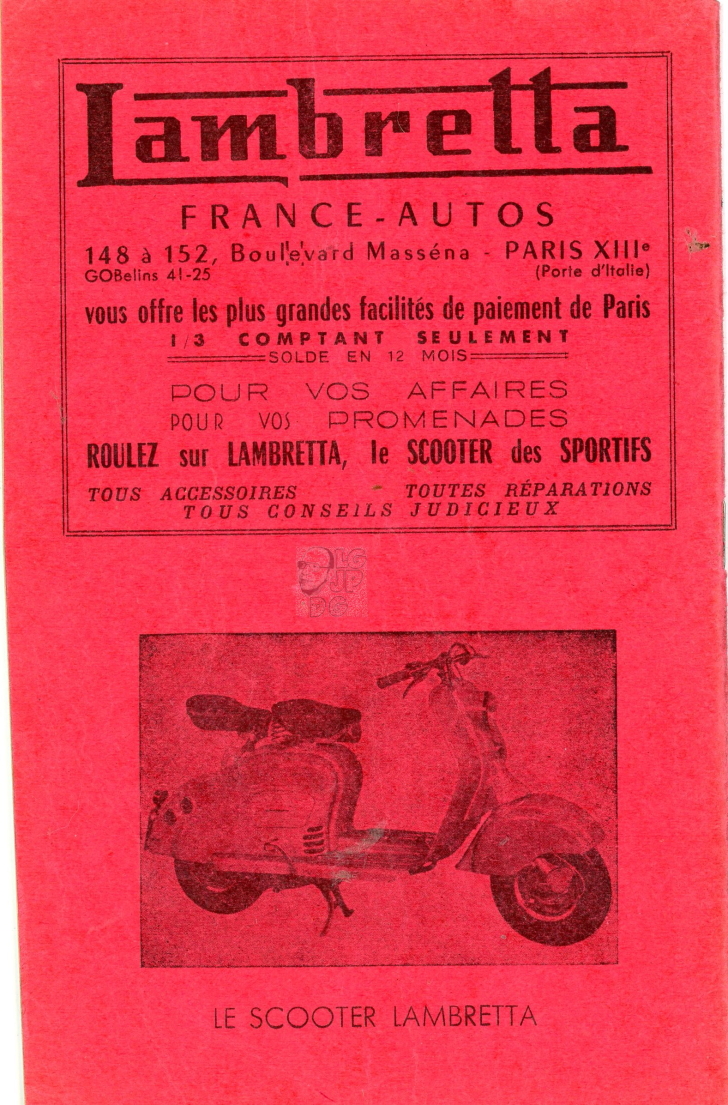 Lambretta
FRANCE-AUTOS
148 à 152, Boulevard Masséna - PARIS XIIIe
GOBelins 41-25 (Porte d'Italie)
vous offre les plus grandes facilités de paiement de Paris
1/3 COMPTANT SEULEMENT
SOLDE EN 12 MOIS
POUR VOS AFFAIRES
POUR VOS PROMENADES
ROULEZ sur LAMBRETTA, le SCOOTER des SPORTIFS
TOUS ACCESSOIRES - TOUTES RÉPARATIONS
TOUS CONSEILS JUDICIEUX
LE SCOOTER LAMBRETTA